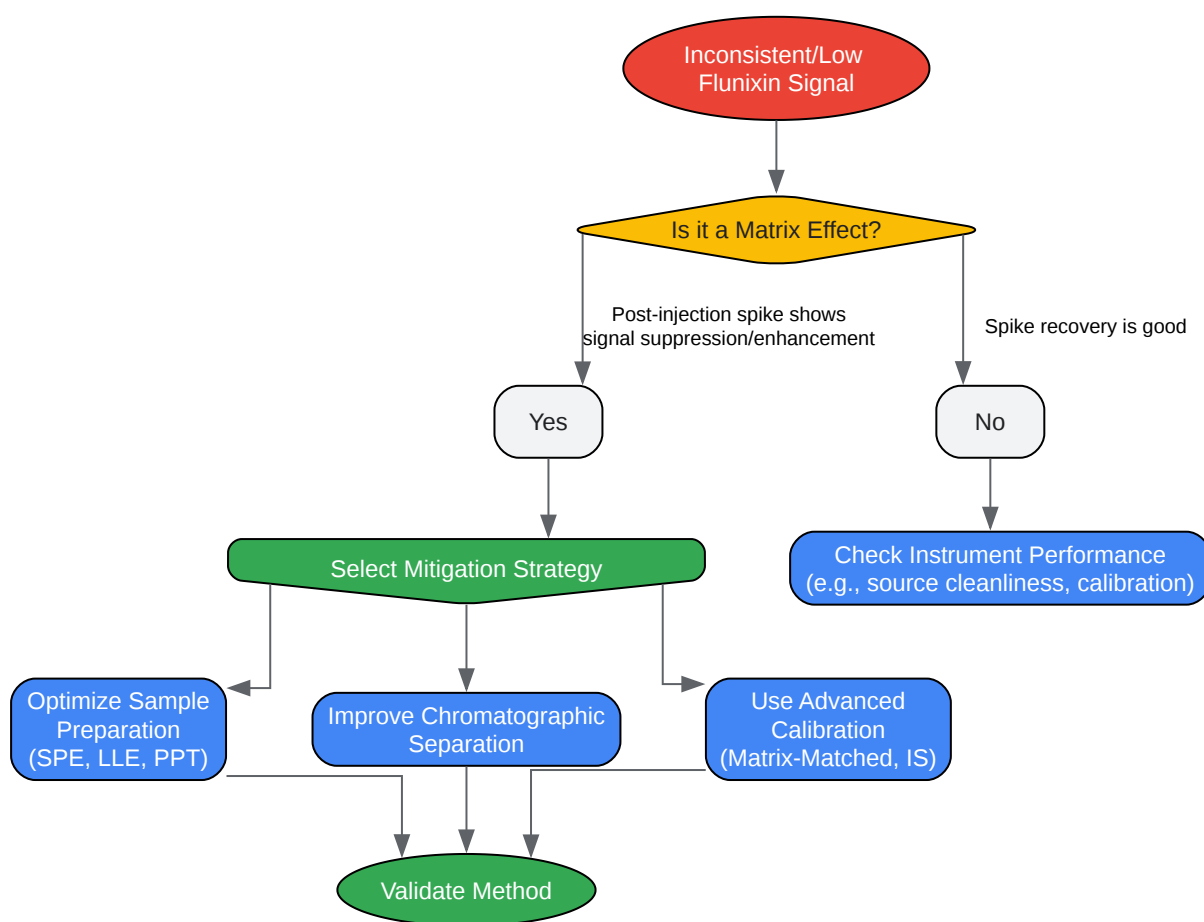 Inconsistent/Low
Flunixin Signal
Is it a Matrix Effect?
Post-injection spike shows
signal suppression/enhancement
Spike recovery is good
Yes
No
Select Mitigation Strategy
Check Instrument Performance
(e.g., source cleanliness, calibration)
Optimize Sample
Preparation
(SPE, LLE, PPT)
Improve Chromatographic
Separation
Use Advanced
Calibration
(Matrix-Matched, IS)
Validate Method